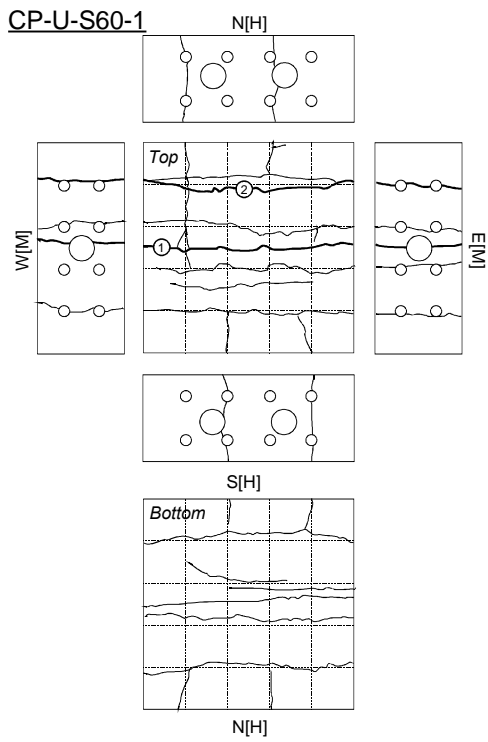 CP-U-S60-1
N[H]
Top
2
W[M]
1
E[M]
S[H]
Bottom
N[H]